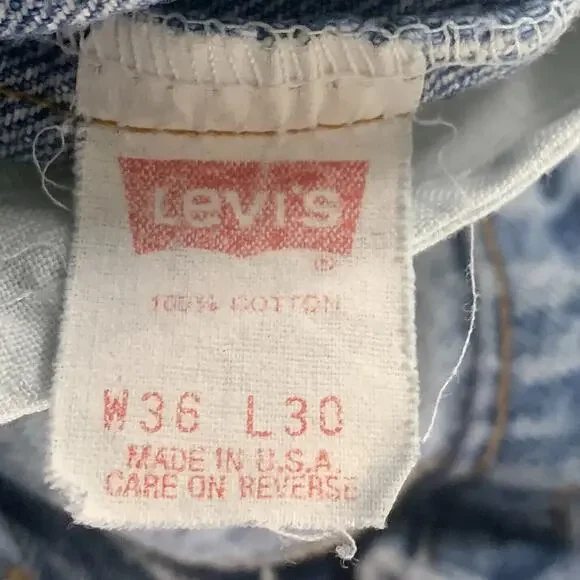 Levi's
®
100% COTTON
W36 L30
MADE IN U.S.A.
CARE ON REVERSE